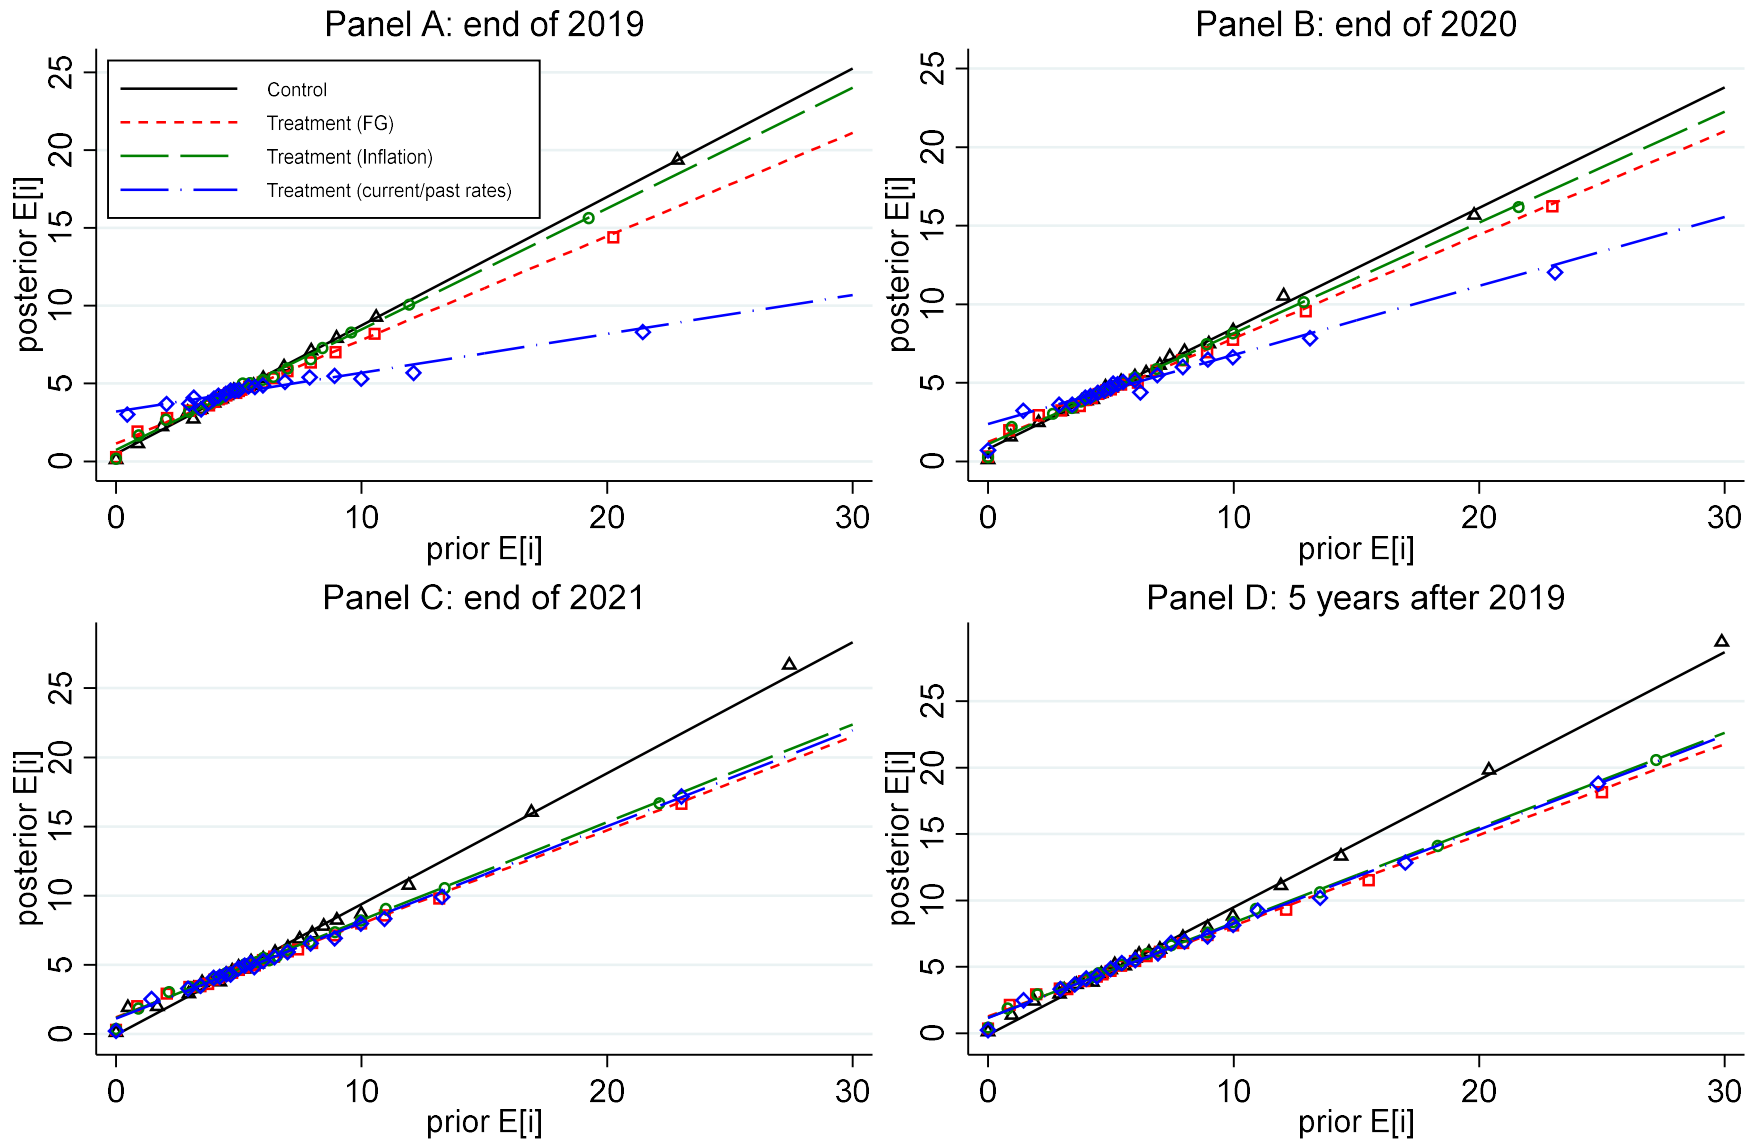 Panel A: end of 2019
posterior E[i]
25
20
15
10
5
0
Control
Treatment (FG)
Treatment (Inflation)
Treatment (current/past rates)
0 10 20 30
prior E[i]
Panel B: end of 2020
posterior E[i]
25
20
15
10
5
0
0 10 20 30
prior E[i]
Panel C: end of 2021
posterior E[i]
25
20
15
10
5
0
0 10 20 30
prior E[i]
Panel D: 5 years after 2019
posterior E[i]
25
20
15
10
5
0
0 10 20 30
prior E[i]